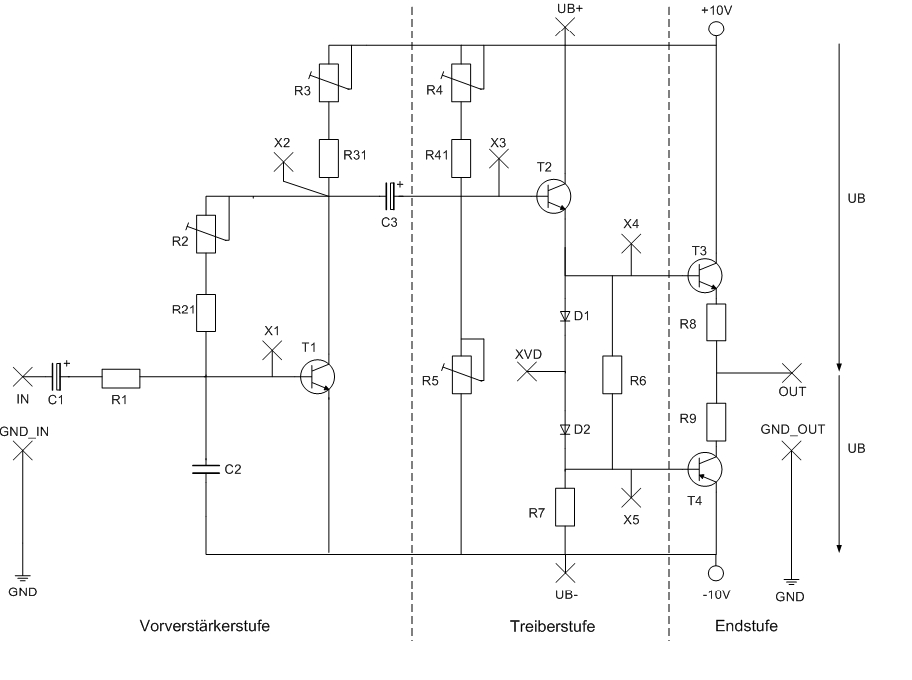 UB+
+10V
R3
R4
X2
R31
R41
X3
T2
UB
C3
+
R2
X4
T3
R21
X1
T1
D1
R8
XVD
+
IN
C1
R1
R5
R6
OUT
GND_IN
D2
R9
GND_OUT
UB
C2
R7
X5
T4
GND
UB-
-10V
GND
Vorverstärkerstufe
Treiberstufe
Endstufe